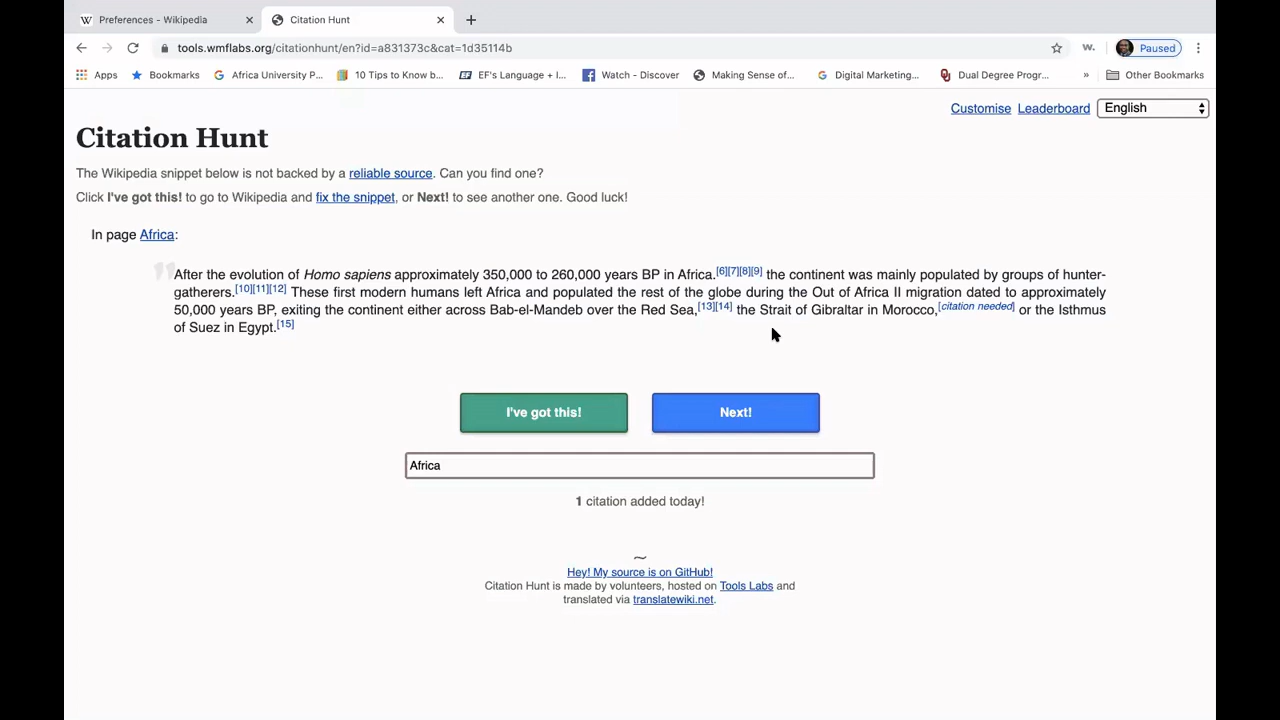 Preferences - Wikipedia
Citation Hunt
tools.wmflabs.org/citationhunt/en?id=a831373c&cat=1d35114b
W.
Paused
Apps
Bookmarks
Africa University P...
10 Tips to Know b...
EF's Language + I...
Watch - Discover
Making Sense of...
Digital Marketing...
Dual Degree Progr...
»
Other Bookmarks
Customise Leaderboard English
Citation Hunt
The Wikipedia snippet below is not backed by a reliable source. Can you find one?
Click I've got this! to go to Wikipedia and fix the snippet, or Next! to see another one. Good luck!
In page Africa:
After the evolution of Homo sapiens approximately 350,000 to 260,000 years BP in Africa.[6][7][8][9] the continent was mainly populated by groups of hunter-
gatherers.[10][11][12] These first modern humans left Africa and populated the rest of the globe during the Out of Africa II migration dated to approximately
50,000 years BP, exiting the continent either across Bab-el-Mandeb over the Red Sea,[13][14] the Strait of Gibraltar in Morocco,[citation needed] or the Isthmus
of Suez in Egypt.[15]
I've got this!
Next!
Africa
1 citation added today!
~
Hey! My source is on GitHub!
Citation Hunt is made by volunteers, hosted on Tools Labs and
translated via translatewiki.net.